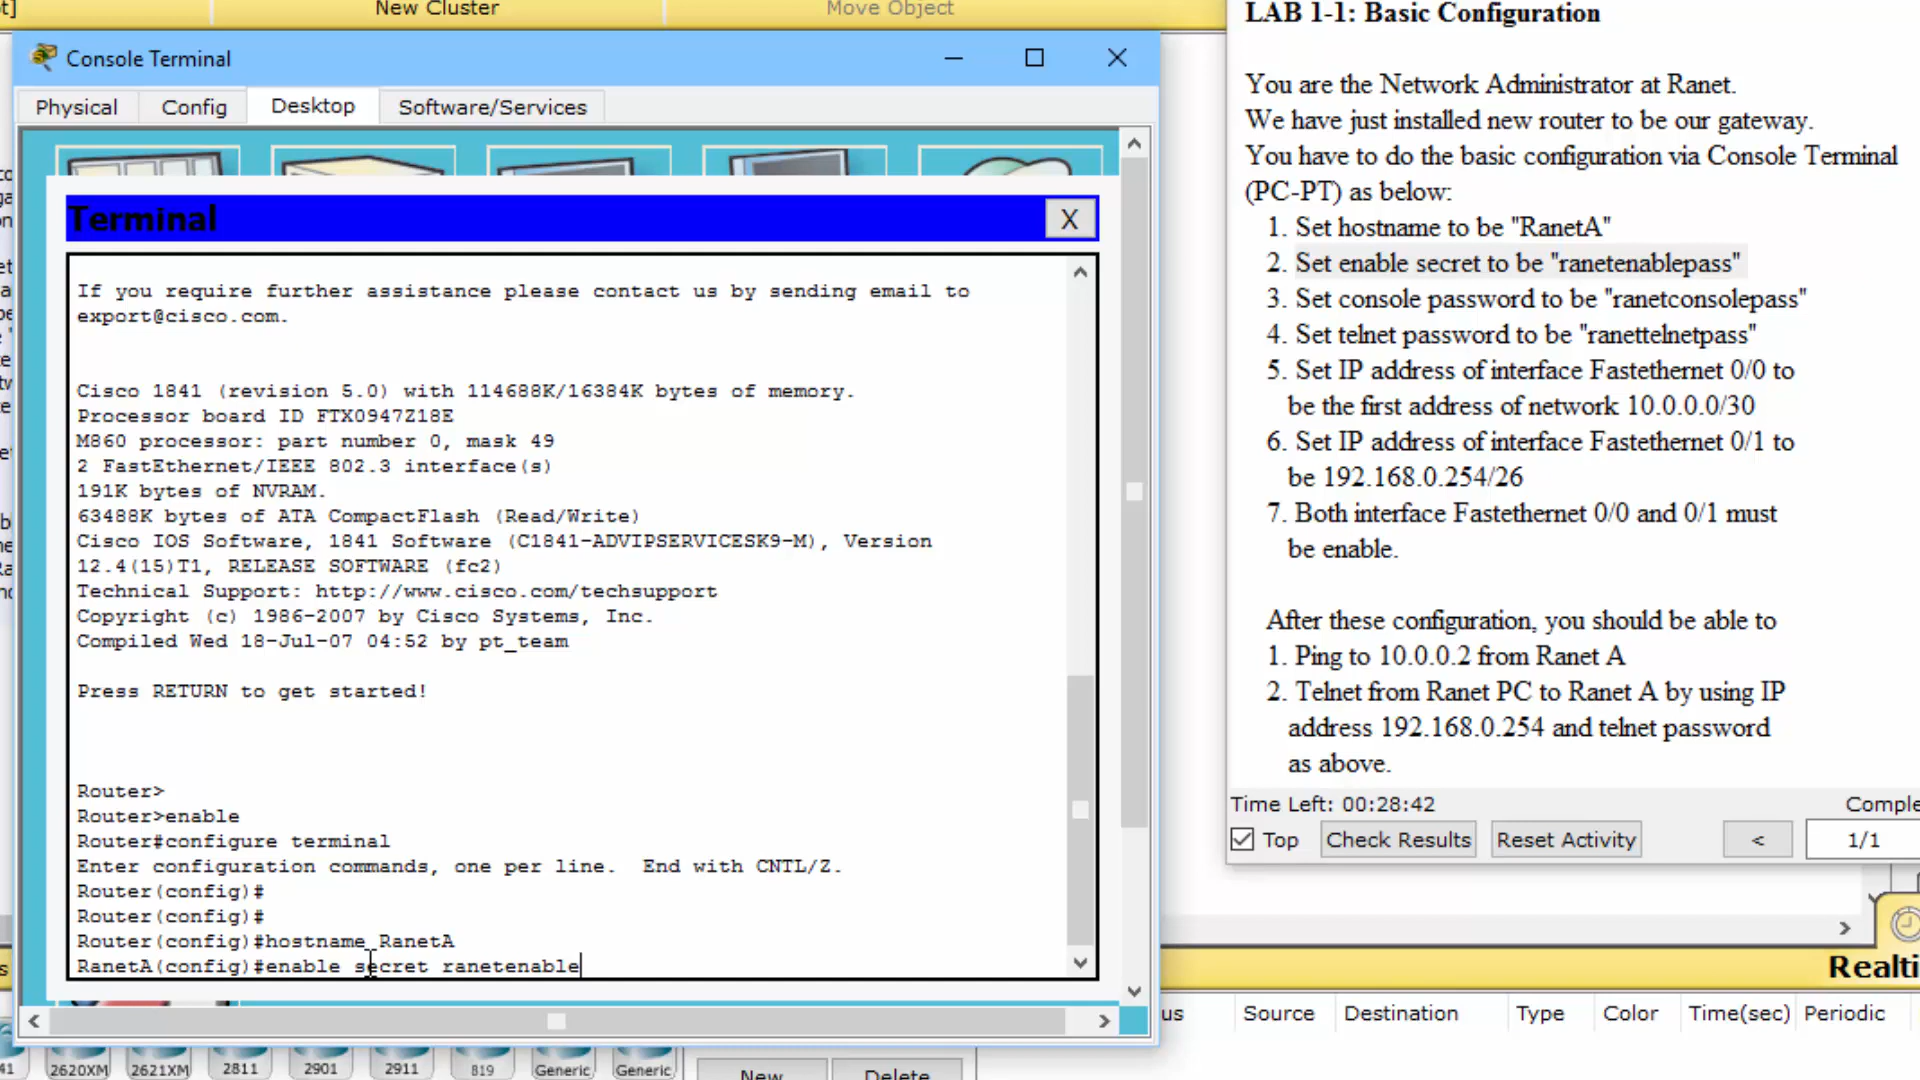 t]
New Cluster
Move Object
Console Terminal
Physical
Config
Desktop
Software/Services
Terminal
X
If you require further assistance please contact us by sending email to
export@cisco.com.
Cisco 1841 (revision 5.0) with 114688K/16384K bytes of memory.
Processor board ID FTX0947Z18E
M860 processor: part number 0, mask 49
2 FastEthernet/IEEE 802.3 interface(s)
191K bytes of NVRAM.
63488K bytes of ATA CompactFlash (Read/Write)
Cisco IOS Software, 1841 Software (C1841-ADVIPSERVICESK9-M), Version
12.4(15)T1, RELEASE SOFTWARE (fc2)
Technical Support: http://www.cisco.com/techsupport
Copyright (c) 1986-2007 by Cisco Systems, Inc.
Compiled Wed 18-Jul-07 04:52 by pt_team
Press RETURN to get started!
Router>
Router>enable
Router#configure terminal
Enter configuration commands, one per line.  End with CNTL/Z.
Router(config)#
Router(config)#
Router(config)#hostname RanetA
RanetA(config)#enable secret ranetenable
LAB 1-1: Basic Configuration
You are the Network Administrator at Ranet.
We have just installed new router to be our gateway.
You have to do the basic configuration via Console Terminal
(PC-PT) as below:
1. Set hostname to be "RanetA"
2. Set enable secret to be "ranetenablepass"
3. Set console password to be "ranetconsolepass"
4. Set telnet password to be "ranettelnetpass"
5. Set IP address of interface Fastethernet 0/0 to
be the first address of network 10.0.0.0/30
6. Set IP address of interface Fastethernet 0/1 to
be 192.168.0.254/26
7. Both interface Fastethernet 0/0 and 0/1 must
be enable.
After these configuration, you should be able to
1. Ping to 10.0.0.2 from Ranet A
2. Telnet from Ranet PC to Ranet A by using IP
address 192.168.0.254 and telnet password
as above.
Time Left: 00:28:42
Comple
Top
Check Results
Reset Activity
<
1/1
Realti
us
Source
Destination
Type
Color
Time(sec)
Periodic
41
2620XM
2621XM
2811
2901
2911
819
Generic
Generic
New
Delete